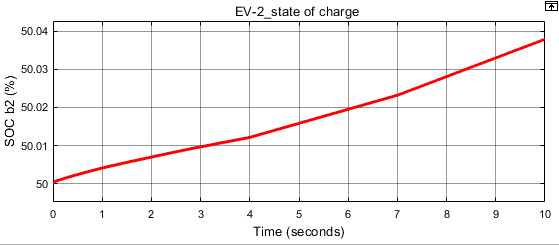 EV-2_state of charge
50.04
50.03
50.02
50.01
50
SOC b2 (%)
0 1 2 3 4 5 6 7 8 9 10
Time (seconds)